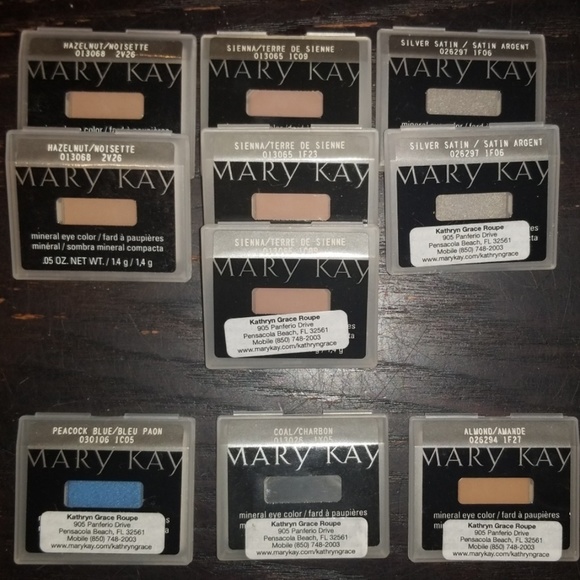 HAZELNUT/NOISETTE
013068 2V26
MARY KAY
mineral eye color / fard à paupières
SIENNA/TERRE DE SIENNE
013065 1C09
MARY KAY
SILVER SATIN / SATIN ARGENT
026297 1F06
MARY KAY
HAZELNUT/NOISETTE
013068 2V26
MARY KAY
mineral eye color / fard à paupières
minéral / sombra mineral compacta
.05 OZ. NET WT. / 1,4 g / 1,4 g
SIENNA/TERRE DE SIENNE
013065 1F23
MARY KAY
SILVER SATIN / SATIN ARGENT
026297 1F06
MARY KAY
Kathryn Grace Roupe
905 Panferio Drive
Pensacola Beach, FL 32561
Mobile (850) 748-2003
www.marykay.com/kathryngrace
SIENNA/TERRE DE SIENNE
MARY KAY
Kathryn Grace Roupe
905 Panferio Drive
Pensacola Beach, FL 32561
Mobile (850) 748-2003
www.marykay.com/kathryngrace
PEACOCK BLUE/BLEU PAON
030106 1C05
MARY KAY
Kathryn Grace Roupe
905 Panferio Drive
Pensacola Beach, FL 32561
Mobile (850) 748-2003
www.marykay.com/kathryngrace
COAL/CHARBON
MARY KAY
mineral eye color / fard à paupières
Kathryn Grace Roupe
905 Panferio Drive
Pensacola Beach, FL 32561
Mobile (850) 748-2003
www.marykay.com/kathryngrace
ALMOND/AMANDE
026294 1F27
MARY KAY
mineral eye color / fard à paupières
Kathryn Grace Roupe
905 Panferio Drive
Pensacola Beach, FL 32561
Mobile (850) 748-2003
www.marykay.com/kathryngrace